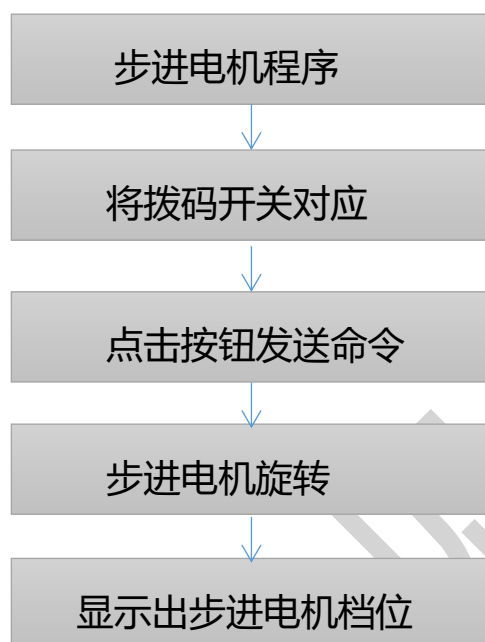 步进电机程序
将拨码开关对应
点击按钮发送命令
步进电机旋转
显示出步进电机档位